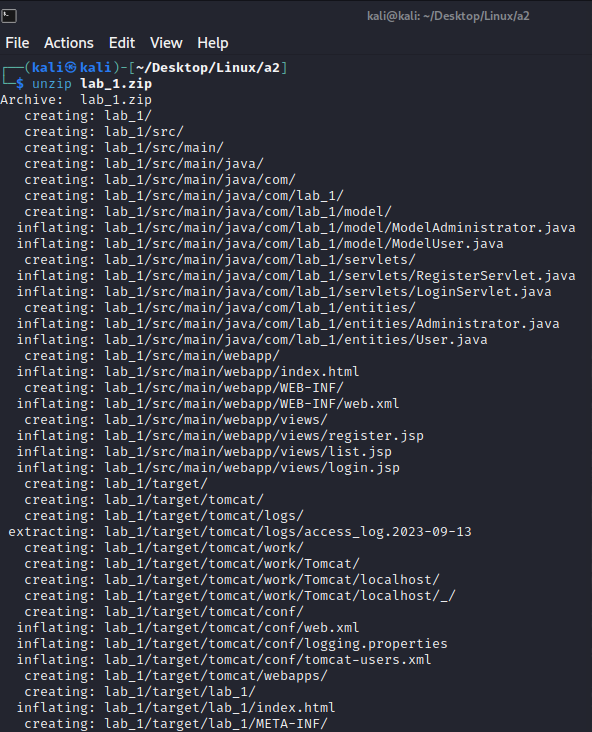 kali@kali: ~/Desktop/Linux/a2
File Actions Edit View Help
┌──(kali㉿kali)-[~/Desktop/Linux/a2]
└─$ unzip lab_1.zip
Archive:  lab_1.zip
   creating: lab_1/
   creating: lab_1/src/
   creating: lab_1/src/main/
   creating: lab_1/src/main/java/
   creating: lab_1/src/main/java/com/
   creating: lab_1/src/main/java/com/lab_1/
   creating: lab_1/src/main/java/com/lab_1/model/
  inflating: lab_1/src/main/java/com/lab_1/model/ModelAdministrator.java
  inflating: lab_1/src/main/java/com/lab_1/model/ModelUser.java
   creating: lab_1/src/main/java/com/lab_1/servlets/
  inflating: lab_1/src/main/java/com/lab_1/servlets/RegisterServlet.java
  inflating: lab_1/src/main/java/com/lab_1/servlets/LoginServlet.java
   creating: lab_1/src/main/java/com/lab_1/entities/
  inflating: lab_1/src/main/java/com/lab_1/entities/Administrator.java
  inflating: lab_1/src/main/java/com/lab_1/entities/User.java
   creating: lab_1/src/main/webapp/
  inflating: lab_1/src/main/webapp/index.html
   creating: lab_1/src/main/webapp/WEB-INF/
  inflating: lab_1/src/main/webapp/WEB-INF/web.xml
   creating: lab_1/src/main/webapp/views/
  inflating: lab_1/src/main/webapp/views/register.jsp
  inflating: lab_1/src/main/webapp/views/list.jsp
  inflating: lab_1/src/main/webapp/views/login.jsp
   creating: lab_1/target/
   creating: lab_1/target/tomcat/
   creating: lab_1/target/tomcat/logs/
 extracting: lab_1/target/tomcat/logs/access_log.2023-09-13
   creating: lab_1/target/tomcat/work/
   creating: lab_1/target/tomcat/work/Tomcat/
   creating: lab_1/target/tomcat/work/Tomcat/localhost/
   creating: lab_1/target/tomcat/work/Tomcat/localhost/_/
   creating: lab_1/target/tomcat/conf/
  inflating: lab_1/target/tomcat/conf/web.xml
  inflating: lab_1/target/tomcat/conf/logging.properties
  inflating: lab_1/target/tomcat/conf/tomcat-users.xml
   creating: lab_1/target/tomcat/webapps/
   creating: lab_1/target/lab_1/
  inflating: lab_1/target/lab_1/index.html
   creating: lab_1/target/lab_1/META-INF/